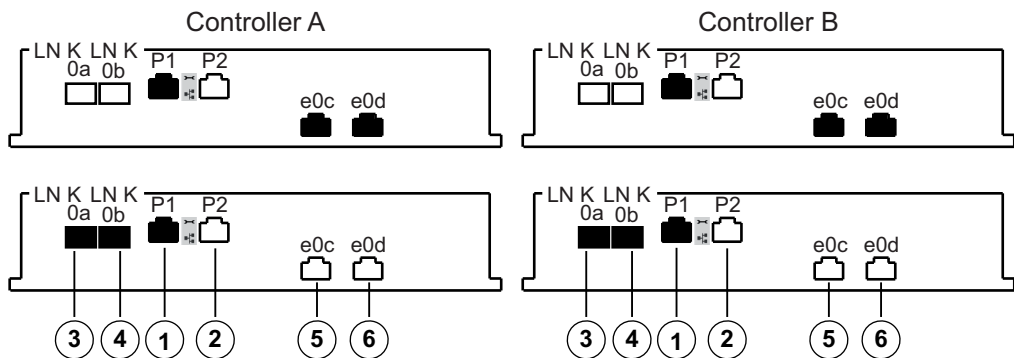 Controller A Controller B
LN K LN K
0a 0b P1 P2
e0c e0d
LN K LN K
0a 0b P1 P2
e0c e0d
LN K LN K
0a 0b P1 P2
e0c e0d
LN K LN K
0a 0b P1 P2
e0c e0d
3 4 1 2 5 6 3 4 1 2 5 6